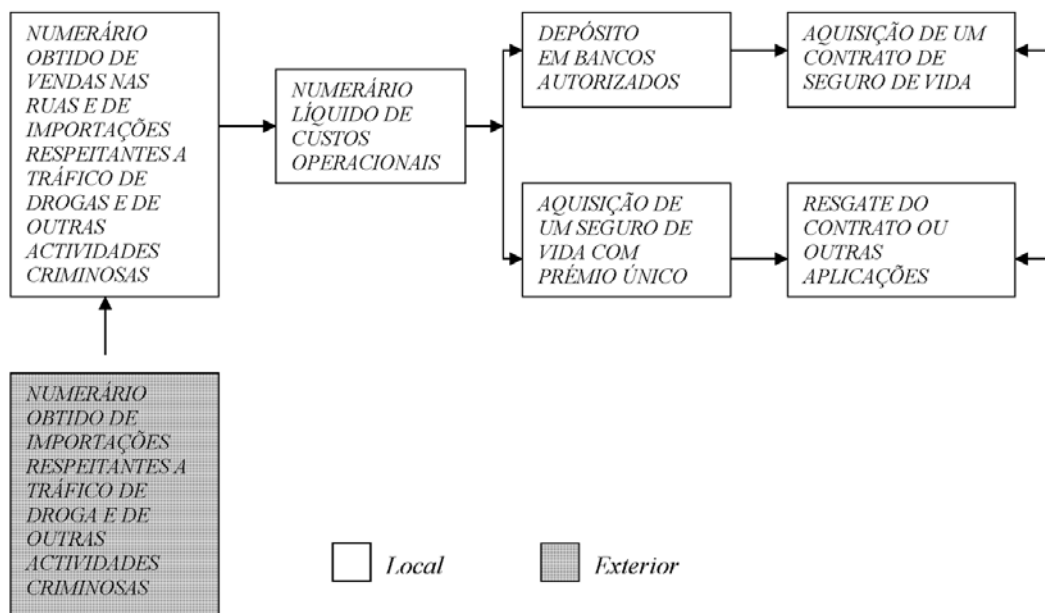 NUMERÁRIO
OBTIDO DE
VENDAS NAS
RUAS E DE
IMPORTAÇÕES
RESPEITANTES A
TRÁFICO DE
DROGAS E DE
OUTRAS
ACTIVIDADES
CRIMINOSAS
NUMERÁRIO
LÍQUIDO DE
CUSTOS
OPERACIONAIS
DEPÓSITO
EM BANCOS
AUTORIZADOS
AQUISIÇÃO DE UM
CONTRATO DE
SEGURO DE VIDA
AQUISIÇÃO DE
UM SEGURO DE
VIDA COM
PRÉMIO ÚNICO
RESGATE DO
CONTRATO OU
OUTRAS
APLICAÇÕES
NUMERÁRIO
OBTIDO DE
IMPORTAÇÕES
RESPEITANTES A
TRÁFICO DE
DROGA E DE
OUTRAS
ACTIVIDADES
CRIMINOSAS
Local
Exterior